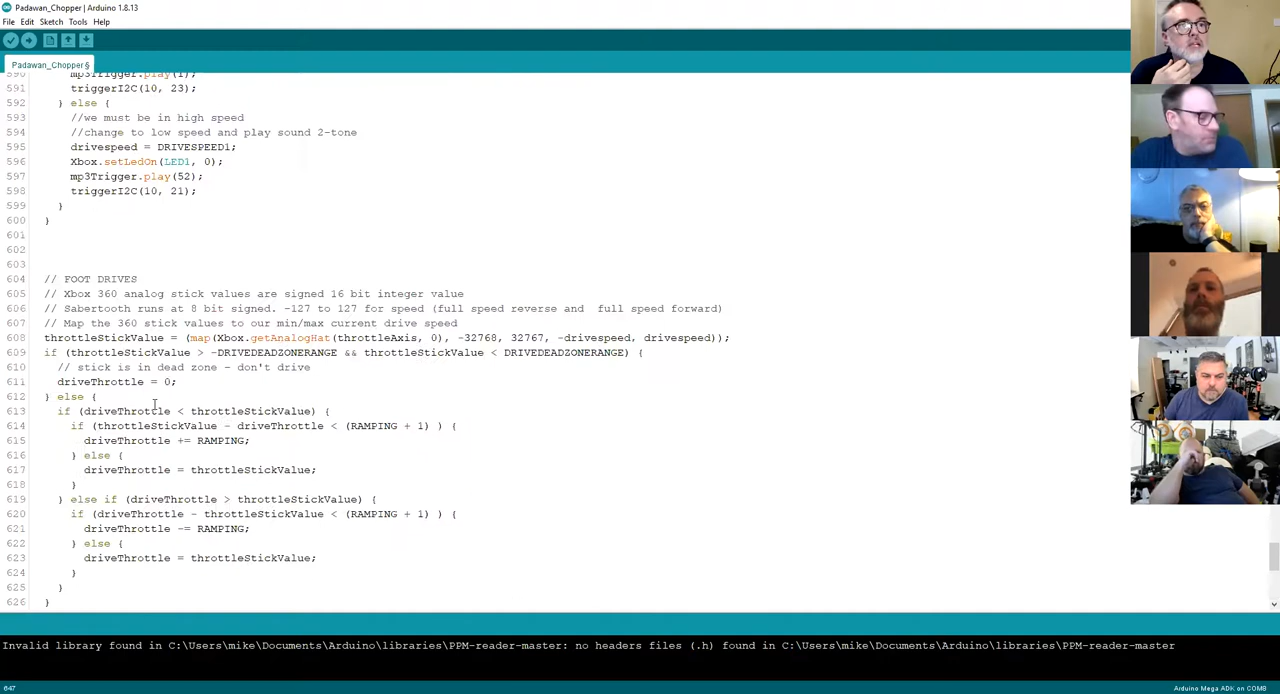 Padawan_Chopper | Arduino 1.8.13
File Edit Sketch Tools Help
Padawan_Chopper §
590 mp3Trigger.play(1);
591 triggerI2C(10, 23);
592 } else {
593 //we must be in high speed
594 //change to low speed and play sound 2-tone
595 drivespeed = DRIVESPEED1;
596 Xbox.setLedOn(LED1, 0);
597 mp3Trigger.play(52);
598 triggerI2C(10, 21);
599 }
600 }
601
602
603
604 // FOOT DRIVES
605 // Xbox 360 analog stick values are signed 16 bit integer value
606 // Sabertooth runs at 8 bit signed. -127 to 127 for speed (full speed reverse and  full speed forward)
607 // Map the 360 stick values to our min/max current drive speed
608 throttleStickValue = (map(Xbox.getAnalogHat(throttleAxis, 0), -32768, 32767, -drivespeed, drivespeed));
609 if (throttleStickValue > -DRIVEDEADZONERANGE && throttleStickValue < DRIVEDEADZONERANGE) {
610 // stick is in dead zone - don't drive
611 driveThrottle = 0;
612 } else {
613 if (driveThrottle < throttleStickValue) {
614 if (throttleStickValue - driveThrottle < (RAMPING + 1) ) {
615 driveThrottle += RAMPING;
616 } else {
617 driveThrottle = throttleStickValue;
618 }
619 } else if (driveThrottle > throttleStickValue) {
620 if (driveThrottle - throttleStickValue < (RAMPING + 1) ) {
621 driveThrottle -= RAMPING;
622 } else {
623 driveThrottle = throttleStickValue;
624 }
625 }
626 }
Invalid library found in C:\Users\mike\Documents\Arduino\libraries\PPM-reader-master: no headers files (.h) found in C:\Users\mike\Documents\Arduino\libraries\PPM-reader-master
647 Arduino Mega ADK on COM8